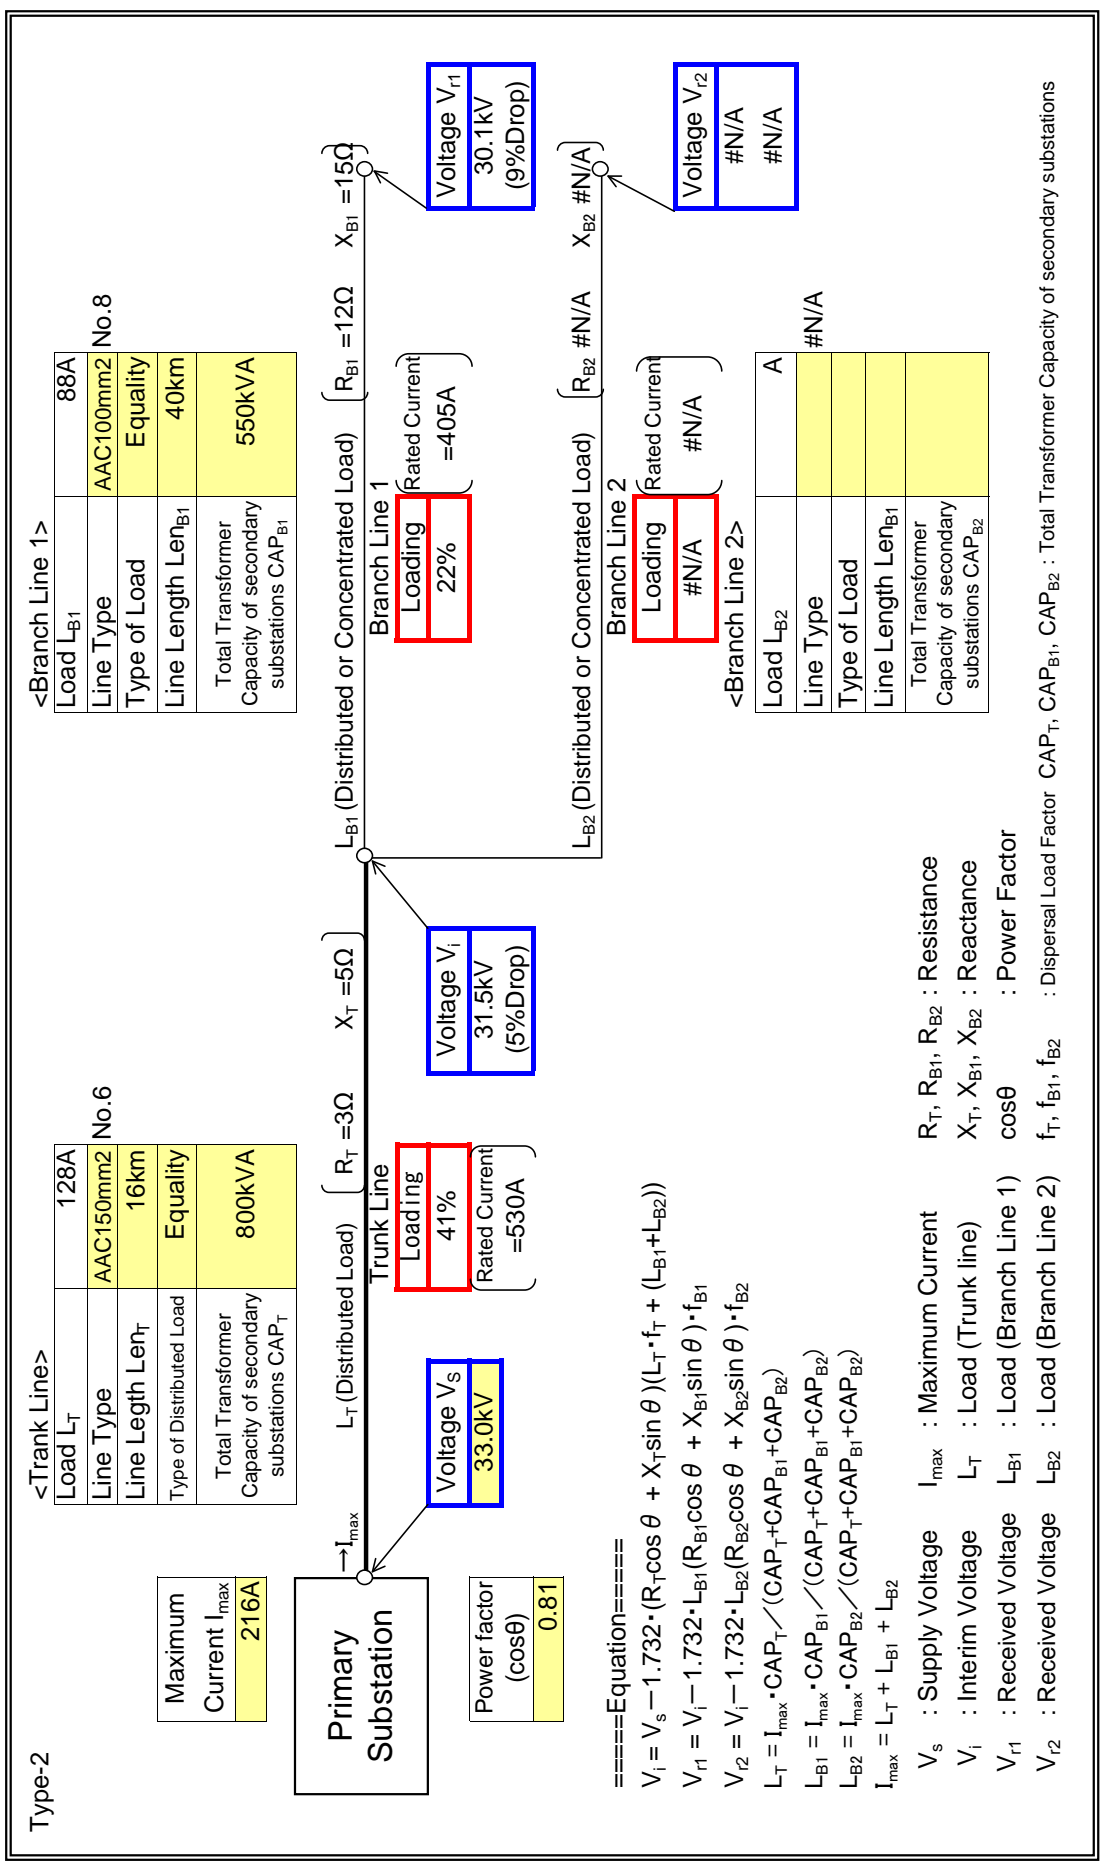 Type-2
Maximum
Current Imax
216A
Primary
Substation
Power factor
(cosθ)
0.81
<Trank Line>
Load LT 128A
Line Type AAC150mm2 No.6
Line Legth LenT 16km
Type of Distributed Load Equality
Total Transformer
Capacity of secondary
substations CAPT
800kVA
→Imax
LT (Distributed Load)
RT =3Ω XT =5Ω
Trunk Line
Loading
41%
Rated Current
=530A
Voltage VS
33.0kV
Voltage Vi
31.5kV
(5%Drop)
<Branch Line 1>
Load LB1 88A
Line Type AAC100mm2 No.8
Type of Load Equality
Line Length LenB1 40km
Total Transformer
Capacity of secondary
substations CAPB1
550kVA
LB1 (Distributed or Concentrated Load)
RB1 =12Ω XB1 =15Ω
Branch Line 1
Loading
22%
Rated Current
=405A
Voltage Vr1
30.1kV
(9%Drop)
LB2 (Distributed or Concentrated Load)
RB2 #N/A XB2 #N/A
Branch Line 2
Loading
#N/A
Rated Current
#N/A
Voltage Vr2
#N/A
#N/A
<Branch Line 2>
Load LB2 A
Line Type #N/A
Type of Load
Line Length LenB1
Total Transformer
Capacity of secondary
substations CAPB2
=====Equation=====
Vi = Vs－1.732･(RTcos θ + XTsin θ)(LT･fT + (LB1+LB2))
Vr1 = Vi－1.732･LB1(RB1cos θ + XB1sin θ)･fB1
Vr2 = Vi－1.732･LB2(RB2cos θ + XB2sin θ)･fB2
LT = Imax･CAPT／(CAPT+CAPB1+CAPB2)
LB1 = Imax･CAPB1／(CAPT+CAPB1+CAPB2)
LB2 = Imax･CAPB2／(CAPT+CAPB1+CAPB2)
Imax = LT + LB1 + LB2
Vs : Supply Voltage Imax : Maximum Current RT, RB1, RB2 : Resistance
Vi : Interim Voltage LT : Load (Trunk line) XT, XB1, XB2 : Reactance
Vr1 : Received Voltage LB1 : Load (Branch Line 1) cosθ : Power Factor
Vr2 : Received Voltage LB2 : Load (Branch Line 2) fT, fB1, fB2 : Dispersal Load Factor CAPT, CAPB1, CAPB2 : Total Transformer Capacity of secondary substations